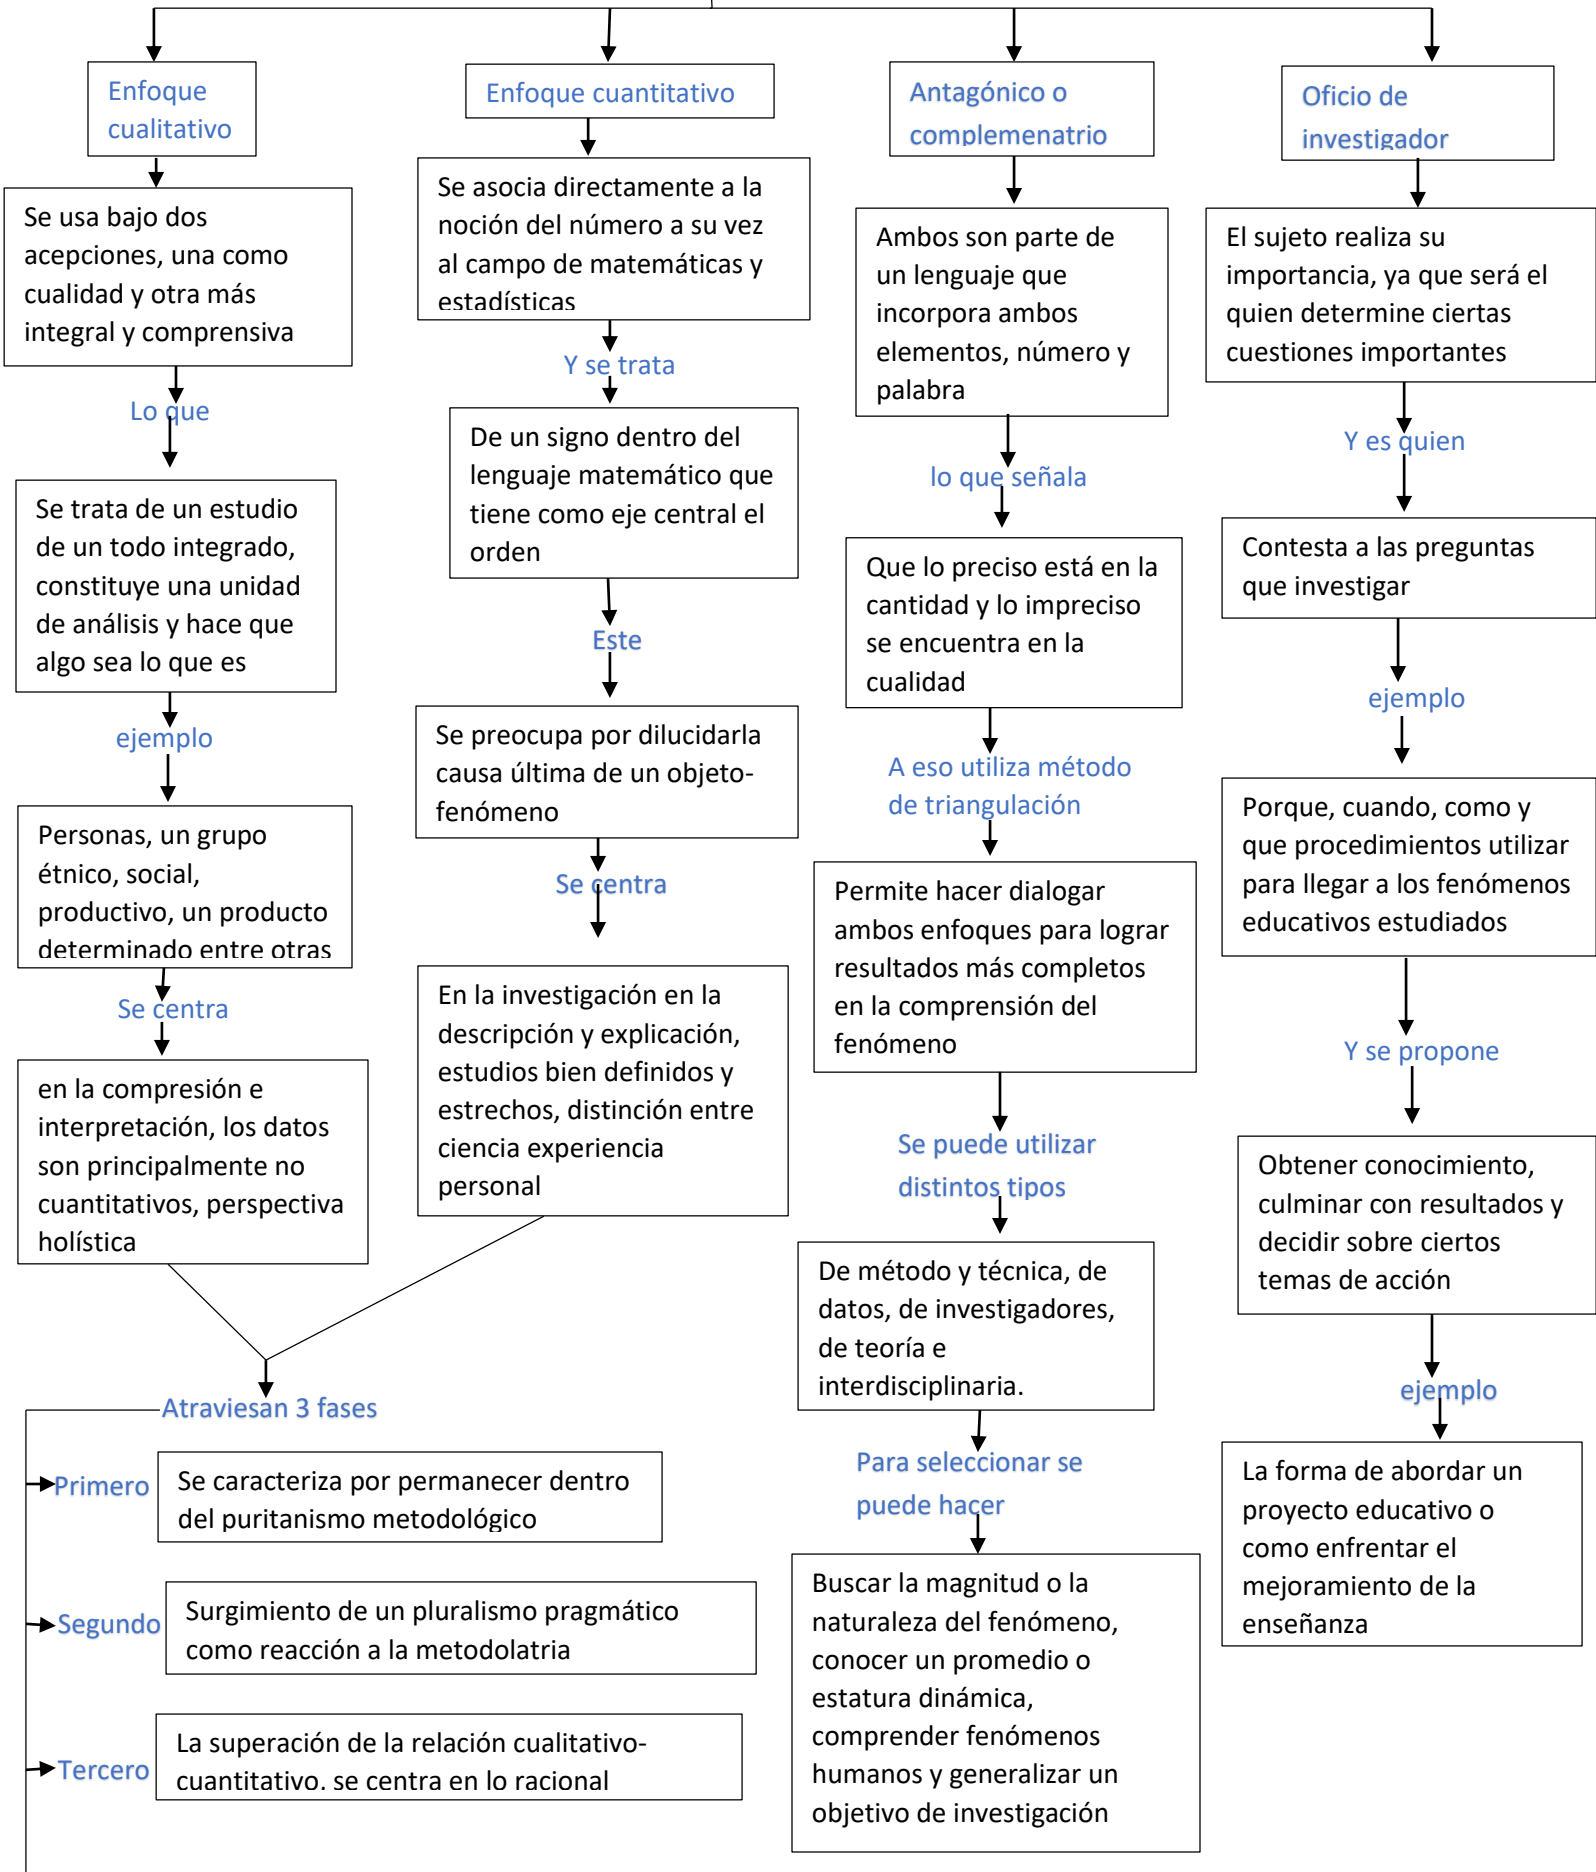 Enfoque
cualitativo
Se usa bajo dos
acepciones, una como
cualidad y otra más
integral y comprensiva
Lo que
Se trata de un estudio
de un todo integrado,
constituye una unidad
de análisis y hace que
algo sea lo que es
ejemplo
Personas, un grupo
étnico, social,
productivo, un producto
determinado entre otras
Se centra
en la compresión e
interpretación, los datos
son principalmente no
cuantitativos, perspectiva
holística
Enfoque cuantitativo
Se asocia directamente a la
noción del número a su vez
al campo de matemáticas y
estadísticas
Y se trata
De un signo dentro del
lenguaje matemático que
tiene como eje central el
orden
Este
Se preocupa por dilucidarla
causa última de un objeto-
fenómeno
Se centra
En la investigación en la
descripción y explicación,
estudios bien definidos y
estrechos, distinción entre
ciencia experiencia
personal
Atraviesan 3 fases
Primero
Se caracteriza por permanecer dentro
del puritanismo metodológico
Segundo
Surgimiento de un pluralismo pragmático
como reacción a la metodolatria
Tercero
La superación de la relación cualitativo-
cuantitativo. se centra en lo racional
Antagónico o
complemenatrio
Ambos son parte de
un lenguaje que
incorpora ambos
elementos, número y
palabra
lo que señala
Que lo preciso está en la
cantidad y lo impreciso
se encuentra en la
cualidad
A eso utiliza método
de triangulación
Permite hacer dialogar
ambos enfoques para lograr
resultados más completos
en la comprensión del
fenómeno
Se puede utilizar
distintos tipos
De método y técnica, de
datos, de investigadores,
de teoría e
interdisciplinaria.
Para seleccionar se
puede hacer
Buscar la magnitud o la
naturaleza del fenómeno,
conocer un promedio o
estatura dinámica,
comprender fenómenos
humanos y generalizar un
objetivo de investigación
Oficio de
investigador
El sujeto realiza su
importancia, ya que será el
quien determine ciertas
cuestiones importantes
Y es quien
Contesta a las preguntas
que investigar
ejemplo
Porque, cuando, como y
que procedimientos utilizar
para llegar a los fenómenos
educativos estudiados
Y se propone
Obtener conocimiento,
culminar con resultados y
decidir sobre ciertos
temas de acción
ejemplo
La forma de abordar un
proyecto educativo o
como enfrentar el
mejoramiento de la
enseñanza